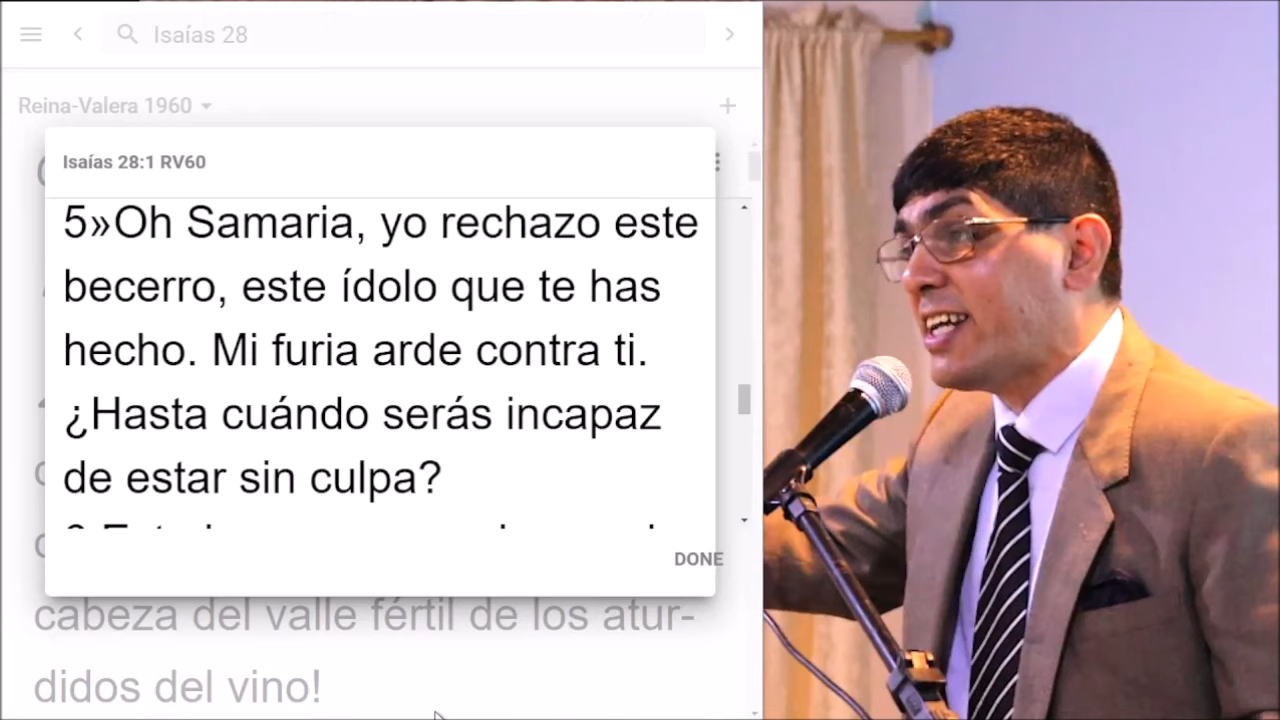 Isaías 28
Reina-Valera 1960
Isaías 28:1 RV60
5»Oh Samaria, yo rechazo este
becerro, este ídolo que te has
hecho. Mi furia arde contra ti.
¿Hasta cuándo serás incapaz
de estar sin culpa?
DONE
cabeza del valle fértil de los atur-
didos del vino!